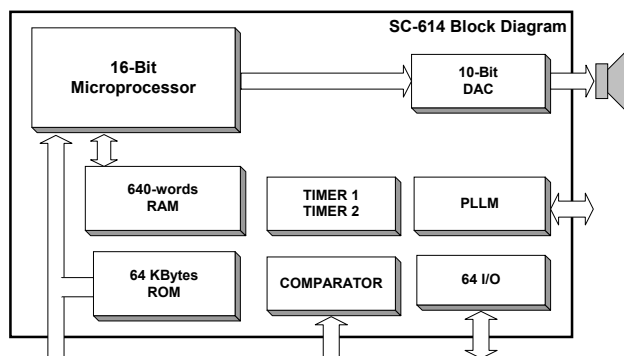 SC-614 Block Diagram
16-Bit
Microprocessor
10-Bit
DAC
640-words
RAM
TIMER 1
TIMER 2
PLLM
64 KBytes
ROM
COMPARATOR
64 I/O